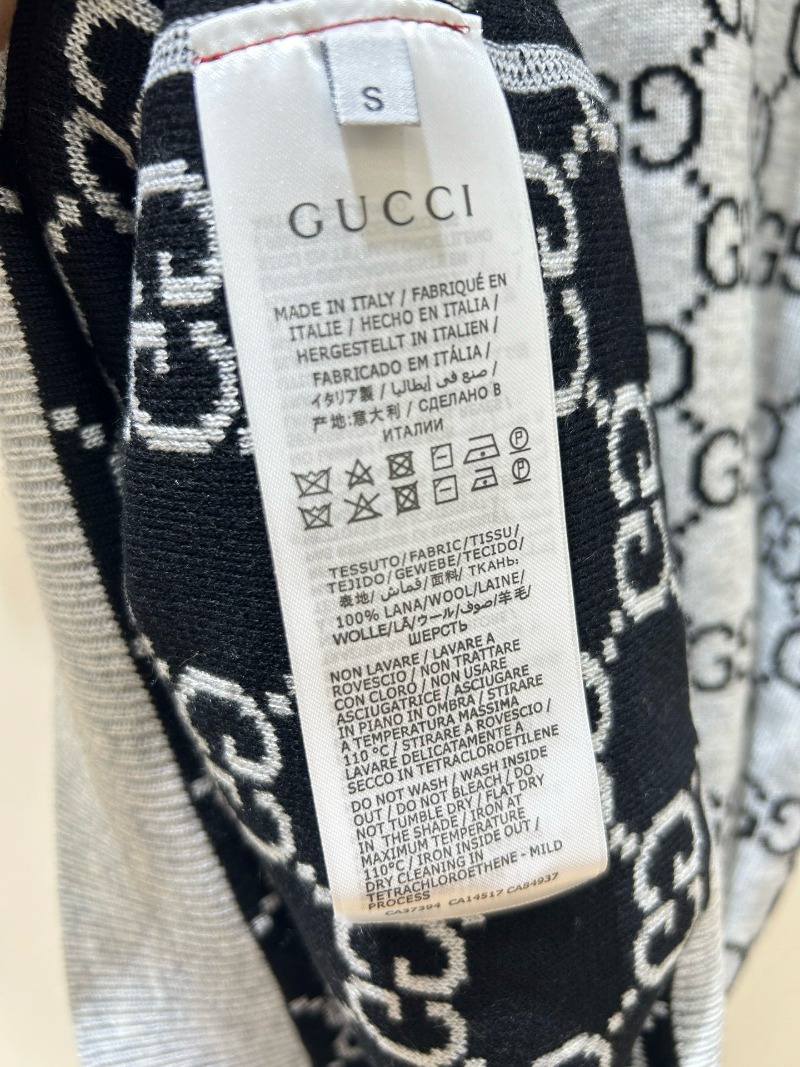 S
GUCCI
MADE IN ITALY / FABRIQUÉ EN
ITALIE / HECHO EN ITALIA /
HERGESTELLT IN ITALIEN /
FABRICADO EM ITÁLIA /
イタリア製 / صنع في إيطاليا /
产地:意大利 / СДЕЛАНО В
ИТАЛИИ
TESSUTO/FABRIC/TISSU/
TEJIDO/GEWEBE/TECIDO/
表地/ قماش/ 面料/ ТКАНЬ:
100% LANA/WOOL/LAINE/
WOLLE/LÃ/ウール/صوف/羊毛/
ШЕРСТЬ
NON LAVARE / LAVARE A
ROVESCIO / NON TRATTARE
CON CLORO / NON USARE
ASCIUGATRICE / ASCIUGARE
IN PIANO IN OMBRA / STIRARE
A TEMPERATURA MASSIMA
110 °C / STIRARE A ROVESCIO /
LAVARE DELICATAMENTE A
SECCO IN TETRACLOROETILENE
DO NOT WASH / WASH INSIDE
OUT / DO NOT BLEACH / DO
NOT TUMBLE DRY / FLAT DRY
IN THE SHADE / IRON AT
MAXIMUM TEMPERATURE
110°C / IRON INSIDE OUT /
DRY CLEANING IN
TETRACHLOROETHENE - MILD
PROCESS
CA37394 CA14517 CA84937